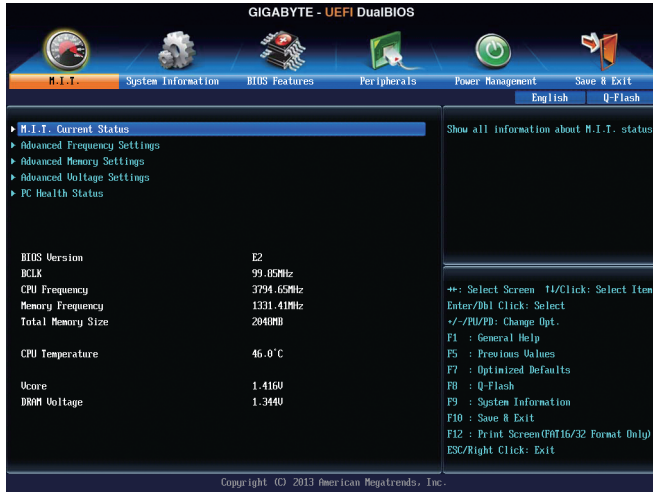 GIGABYTE - UEFI DualBIOS
M.I.T.
System Information
BIOS Features
Peripherals
Power Management
Save & Exit
English
Q-Flash
M.I.T. Current Status
Advanced Frequency Settings
Advanced Memory Settings
Advanced Voltage Settings
PC Health Status
Show all information about M.I.T. status
BIOS Version E2
BCLK 99.85MHz
CPU Frequency 3794.65MHz
Memory Frequency 1331.41MHz
Total Memory Size 2048MB
CPU Temperature 46.0°C
Vcore 1.416V
DRAM Voltage 1.344V
→←: Select Screen ↑↓/Click: Select Item
Enter/Dbl Click: Select
+/-/PU/PD: Change Opt.
F1 : General Help
F5 : Previous Values
F7 : Optimized Defaults
F8 : Q-Flash
F9 : System Information
F10 : Save & Exit
F12 : Print Screen(FAT16/32 Format Only)
ESC/Right Click: Exit
Copyright (C) 2013 American Megatrends, Inc.